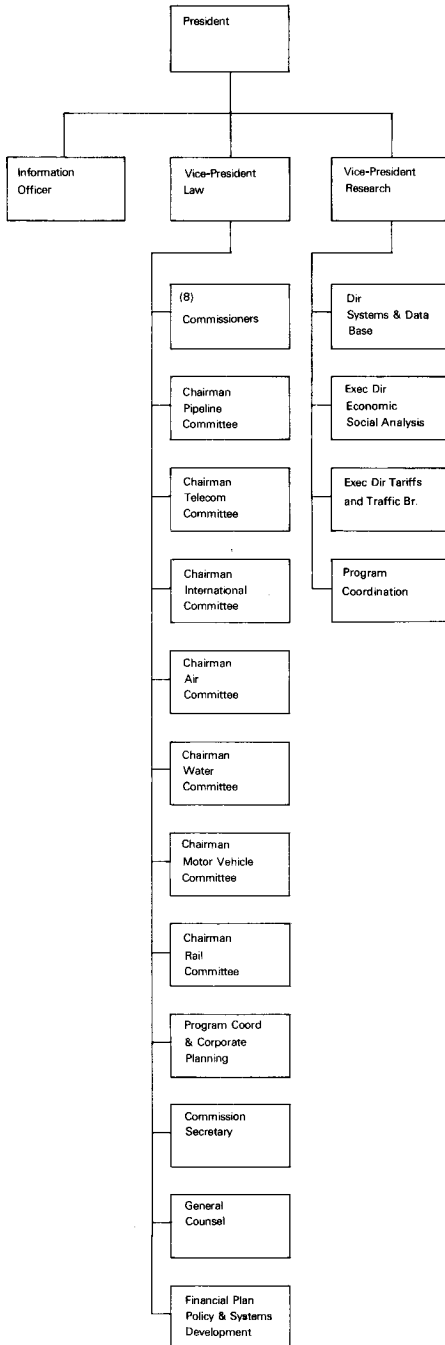 President
Information
Officer
Vice-President
Law
Vice-President
Research
(8)
Commissioners
Chairman
Pipeline
Committee
Chairman
Telecom
Committee
Chairman
International
Committee
Chairman
Air
Committee
Chairman
Water
Committee
Chairman
Motor Vehicle
Committee
Chairman
Rail
Committee
Program Coord
& Corporate
Planning
Commission
Secretary
General
Counsel
Financial Plan
Policy & Systems
Development
Dir
Systems & Data
Base
Exec Dir
Economic
Social Analysis
Exec Dir Tariffs
and Traffic Br.
Program
Coordination